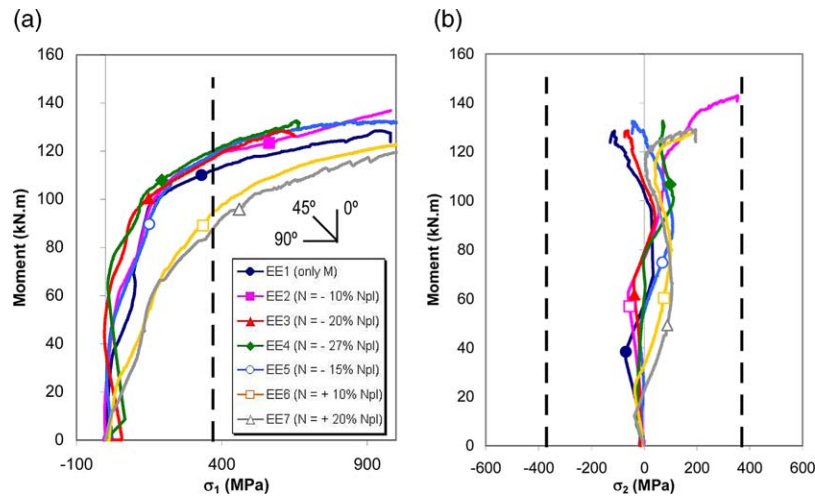 (a)
160
140
120
100
80
60
40
20
0
Moment (kN.m)
-100
400
900
σ1 (MPa)
45º
0º
90º
EE1 (only M)
EE2 (N = - 10% Npl)
EE3 (N = - 20% Npl)
EE4 (N = - 27% Npl)
EE5 (N = - 15% Npl)
EE6 (N = + 10% Npl)
EE7 (N = + 20% Npl)
(b)
160
140
120
100
80
60
40
20
0
Moment (kN.m)
-600
-400
-200
0
200
400
600
σ2 (MPa)